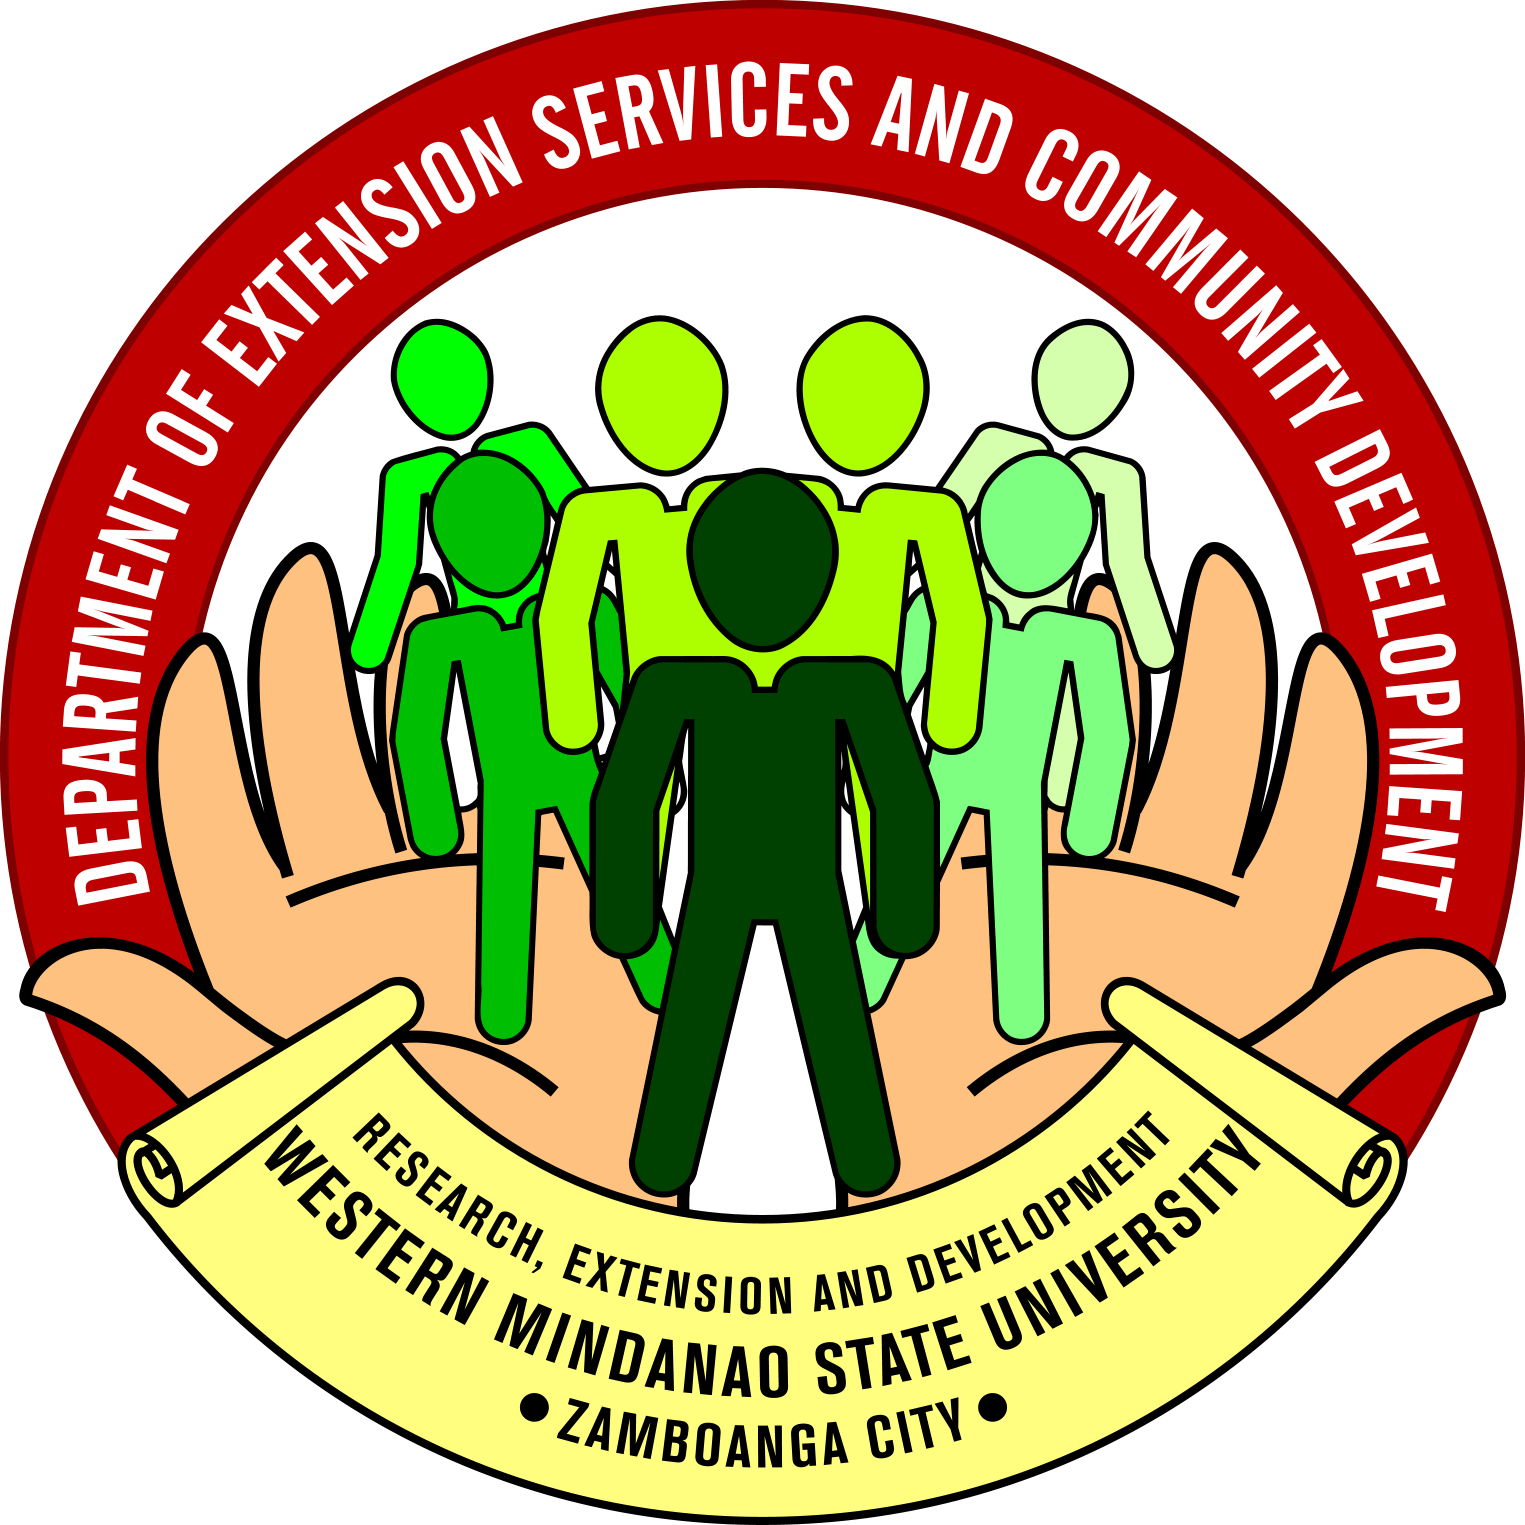 DEPARTMENT OF EXTENSION SERVICES AND COMMUNITY DEVELOPMENT
RESEARCH, EXTENSION AND DEVELOPMENT
WESTERN MINDANAO STATE UNIVERSITY
• ZAMBOANGA CITY •